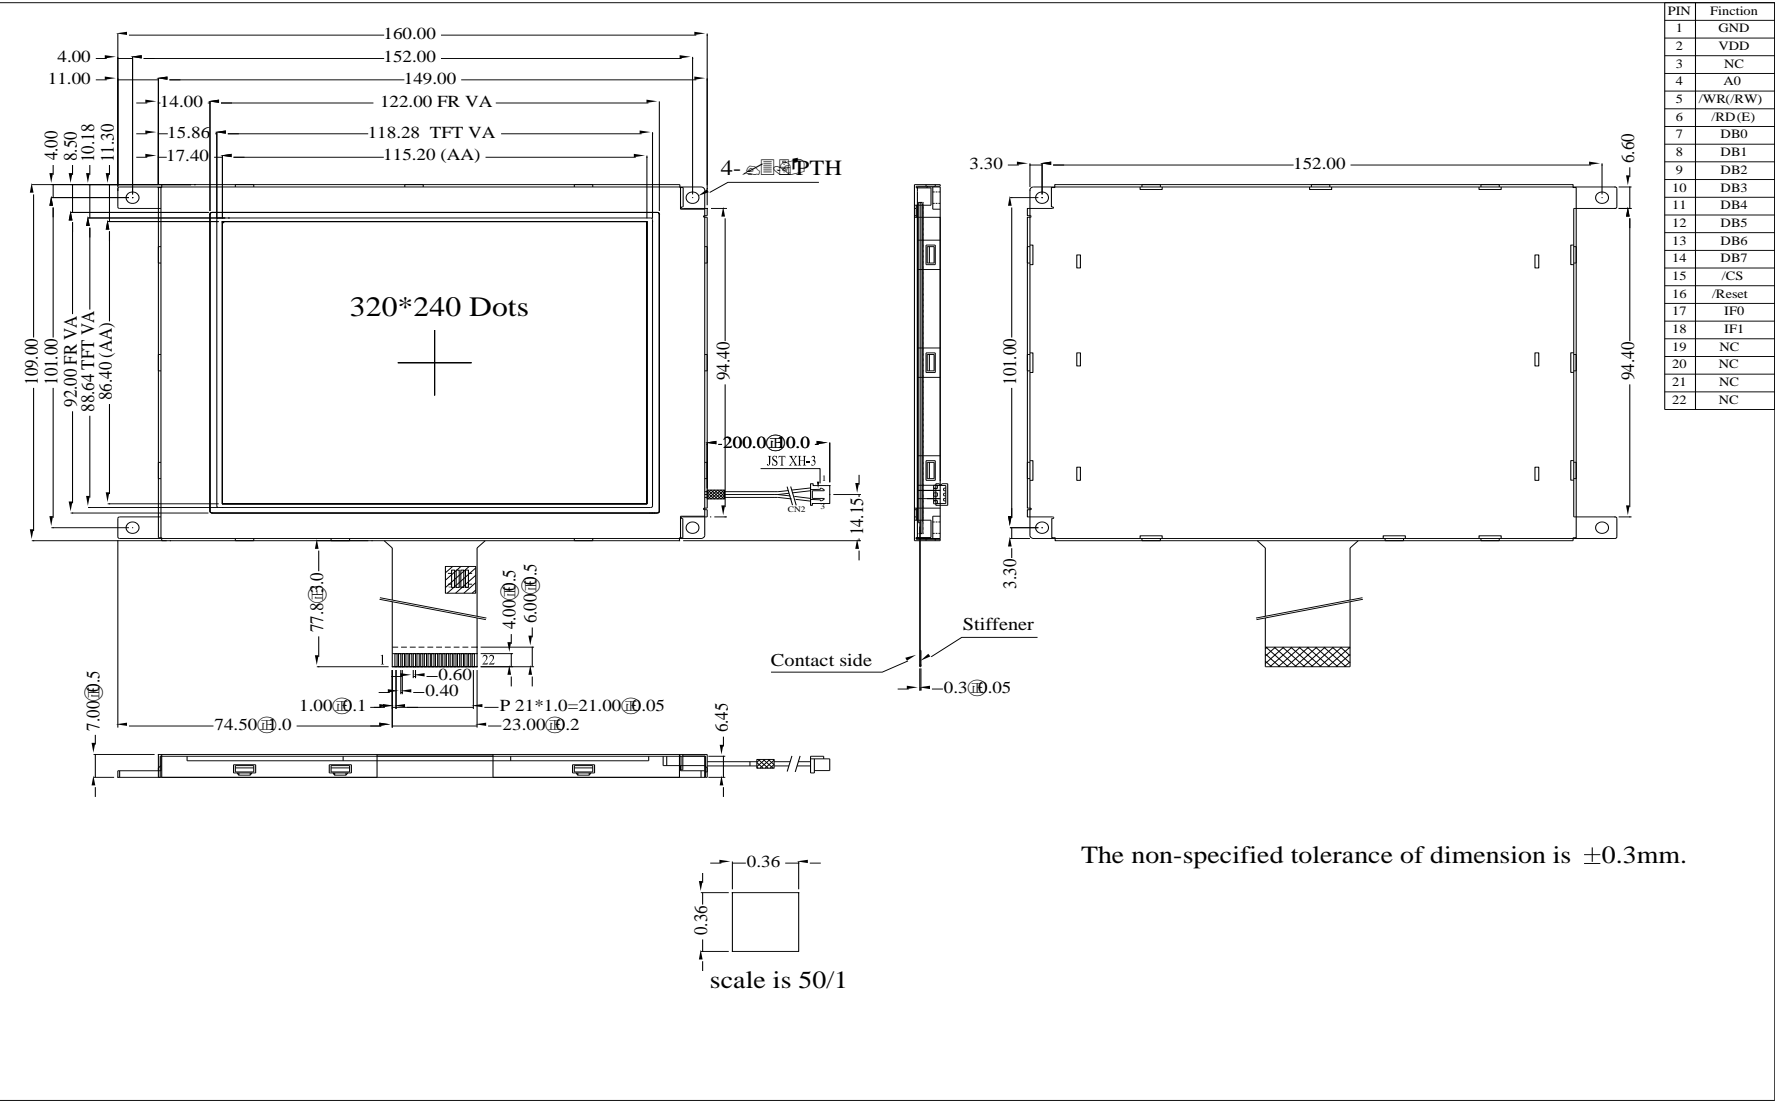 160.00
4.00
152.00
11.00
149.00
14.00
122.00 FR VA
15.86
118.28 TFT VA
17.40
115.20 (AA)
4.00
8.50
10.18
11.30
PTH
109.00
101.00
92.00 FR VA
88.64 TFT VA
86.40 (AA)
320*240 Dots
94.40
JST XH-3
1
CN2
3
14.15
1
22
0.60
0.40
P 21*1.0=21.00
6.45
3.30
152.00
6.60
101.00
94.40
3.30
Stiffener
Contact side
PIN Finction
1 GND
2 VDD
3 NC
4 A0
5 /WR(/RW)
6 /RD(E)
7 DB0
8 DB1
9 DB2
10 DB3
11 DB4
12 DB5
13 DB6
14 DB7
15 /CS
16 /Reset
17 IF0
18 IF1
19 NC
20 NC
21 NC
22 NC
0.36
0.36
scale is 50/1
The non-specified tolerance of dimension is ±0.3mm.